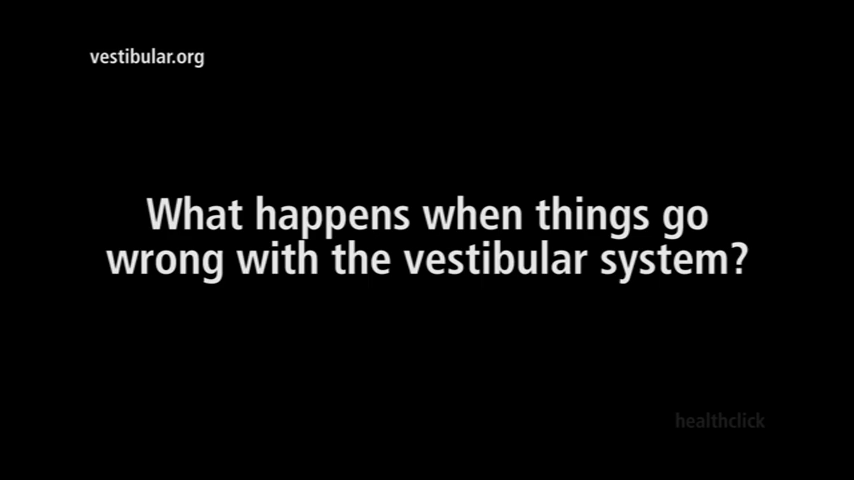 vestibular.org
What happens when things go
wrong with the vestibular system?
healthclick